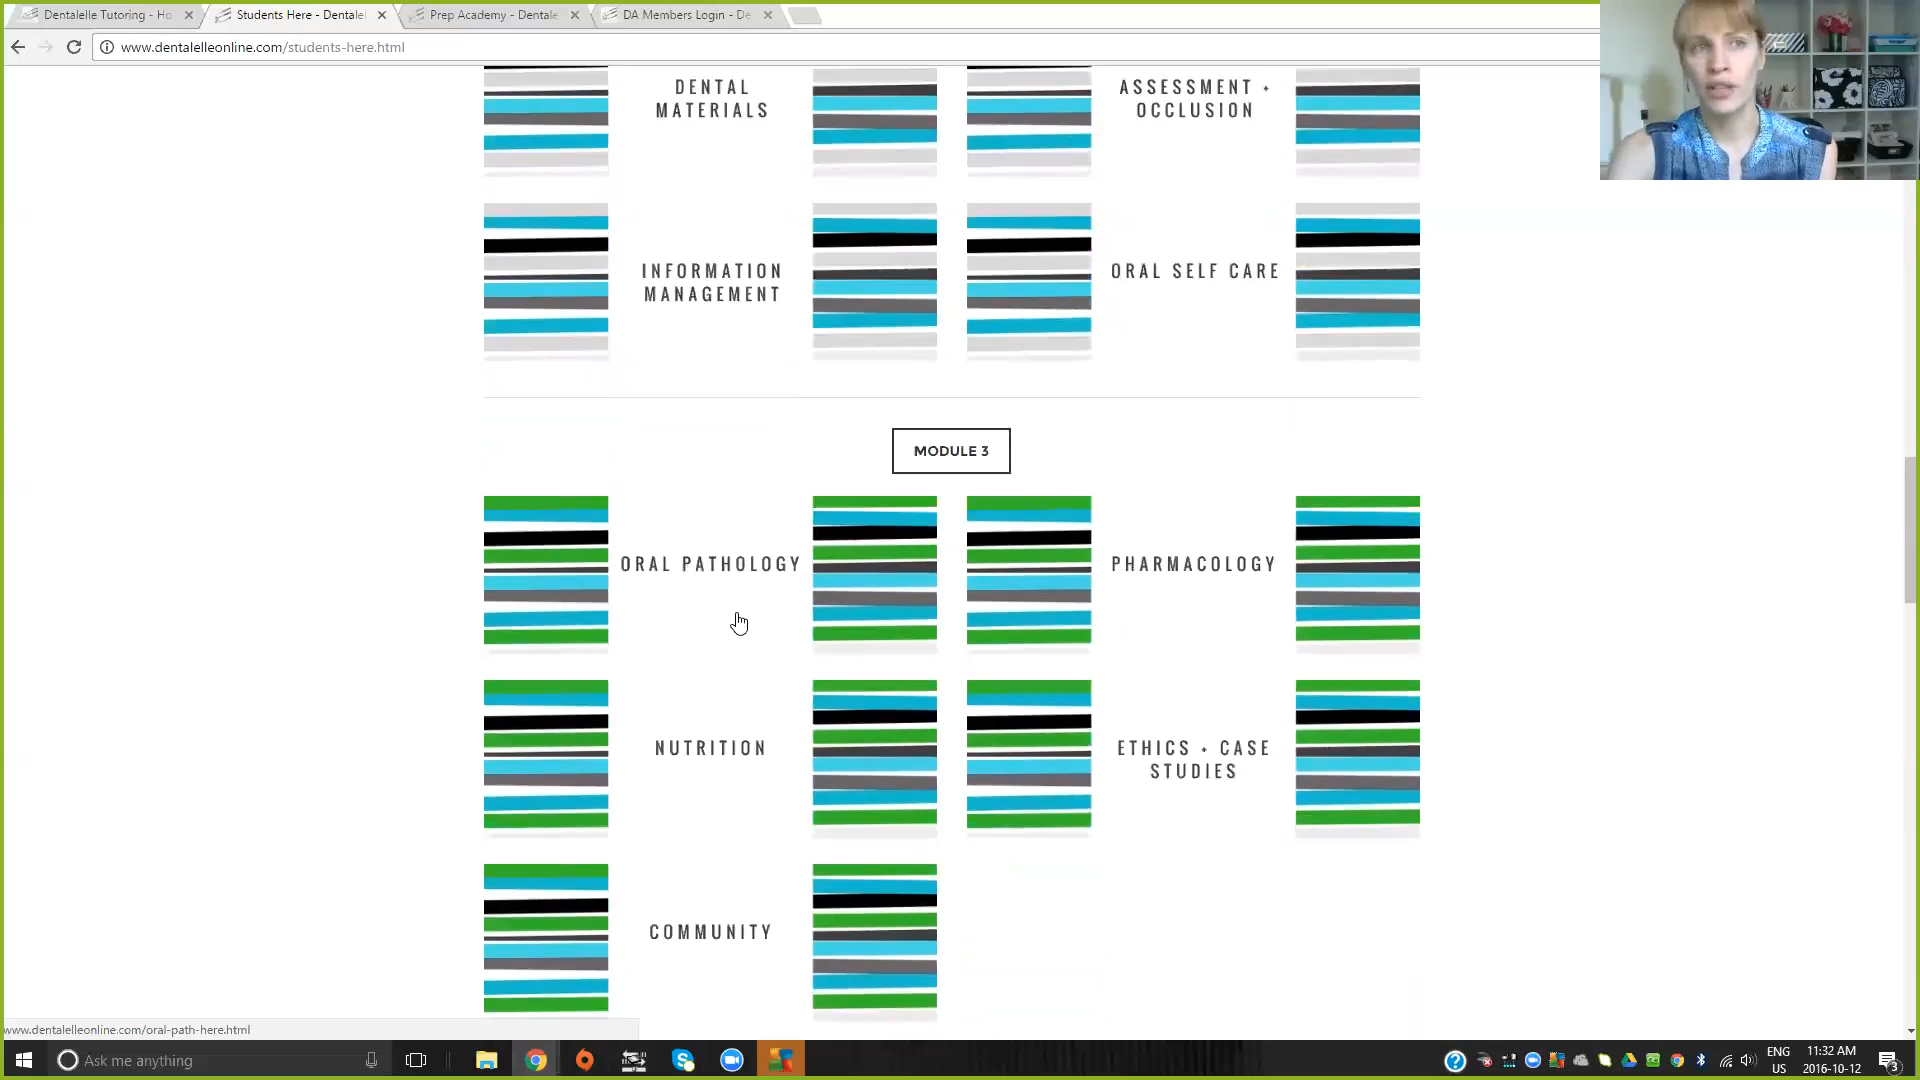 Dentalelle Tutoring - Ho
Students Here - Dentalel
Prep Academy - Dentale
DA Members Login - De
www.dentalelleonline.com/students-here.html
DENTAL
MATERIALS
ASSESSMENT +
OCCLUSION
INFORMATION
MANAGEMENT
ORAL SELF CARE
MODULE 3
ORAL PATHOLOGY
PHARMACOLOGY
NUTRITION
ETHICS + CASE
STUDIES
COMMUNITY
www.dentalelleonline.com/oral-path-here.html
Ask me anything
ENG
US
11:32 AM
2016-10-12
3